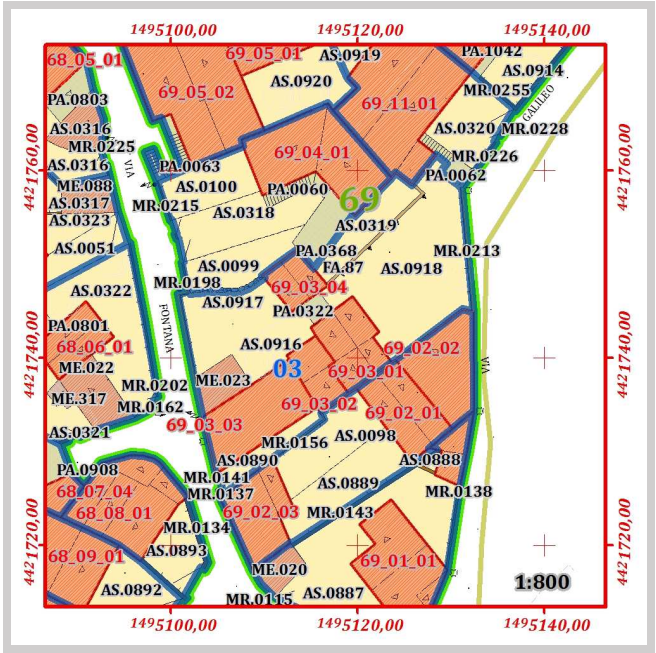 1495100,00 1495120,00 1495140,00
68_05_01 69_05_01 AS.0919 PA.1042
AS.0920 AS.0914
PA.0803 69_05_02 MR.0255
69_11_01
GALILEO
AS.0316 AS.0320 MR.0228
MR.0225
69_04_01 MR.0226
AS.0316 VIA PA.0063 PA.0062
4421760,00 4421760,00
ME.088 AS.0100 PA.0060
AS.0317 MR.0215 69
AS.0323 AS.0318 AS.0319
AS.0051 PA.0368 MR.0213
AS.0099 FA.87 AS.0918
MR.0198
AS.0322 69_03_04
AS.0917
PA.0322
PA.0801 FONTANA
68_06_01 AS.0916 69_02_02
4421740,00 4421740,00
ME.022 03 69_03_01 VIA
MR.0202 ME.023
ME.317
MR.0162 69_03_02 69_02_01
69_03_03
AS.0321 MR.0156 AS.0098
AS.0890 AS.0888
PA.0908 MR.0141
AS.0889
68_07_04 MR.0137 MR.0138
68_08_01 69_02_03 MR.0143
MR.0134
4421720,00 4421720,00
68_09_01 AS.0893 69_01_01
ME.020
1:800
AS.0892 AS.0887
MR.0115
1495100,00 1495120,00 1495140,00